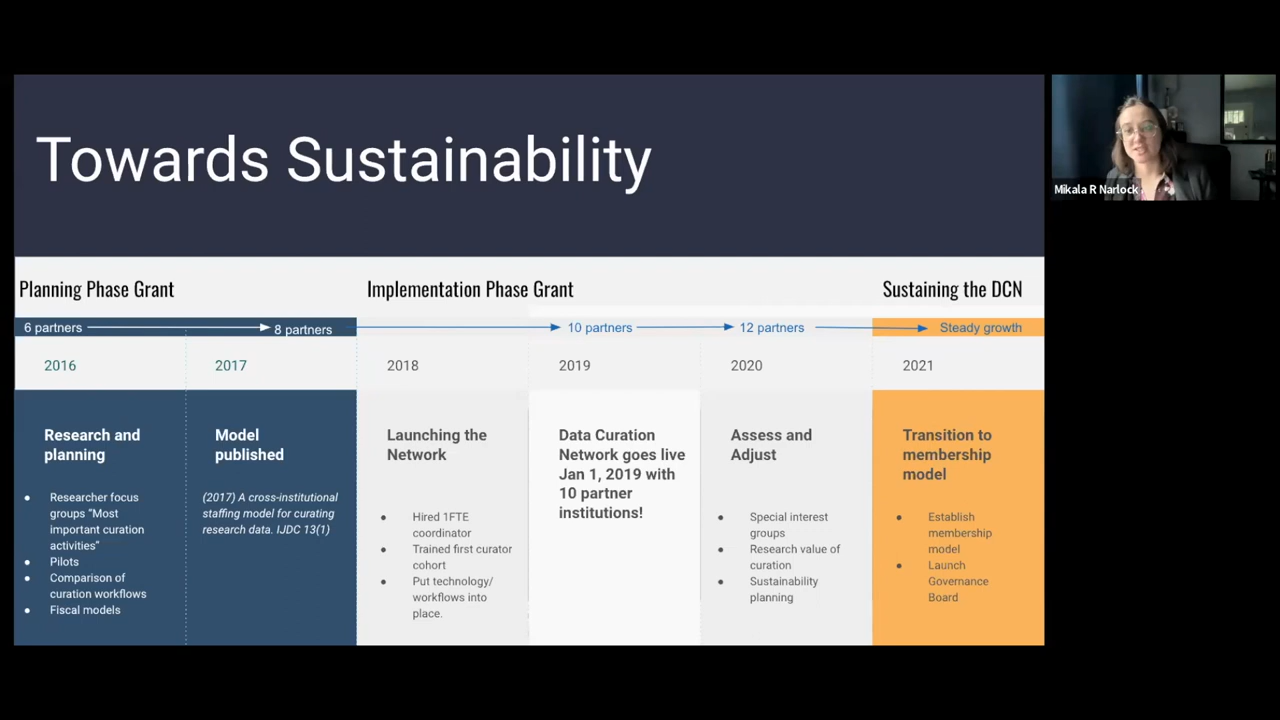 Towards Sustainability
Mikala R Narlock
Planning Phase Grant
Implementation Phase Grant
Sustaining the DCN
6 partners
8 partners
10 partners
12 partners
Steady growth
2016
2017
2018
2019
2020
2021
Research and
planning
● Researcher focus
groups “Most
important curation
activities”
● Pilots
● Comparison of
curation workflows
● Fiscal models
Model
published
(2017) A cross-institutional
staffing model for curating
research data. IJDC 13(1)
Launching the
Network
● Hired 1FTE
coordinator
● Trained first curator
cohort
● Put technology/
workflows into
place.
Data Curation
Network goes live
Jan 1, 2019 with
10 partner
institutions!
Assess and
Adjust
● Special interest
groups
● Research value of
curation
● Sustainability
planning
Transition to
membership
model
● Establish
membership
model
● Launch
Governance
Board